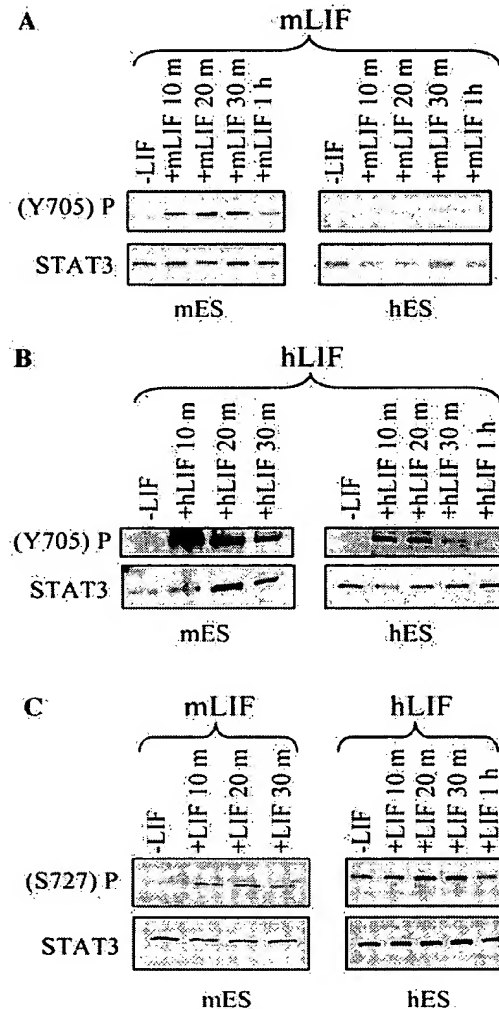 A
mLIF
-LIF
+mLIF 10 m
+mLIF 20 m
+mLIF 30 m
+mLIF 1 h
-LIF
+mLIF 10 m
+mLIF 20 m
+mLIF 30 m
+mLIF 1h
(Y705) P
STAT3
mES
hES
B
hLIF
-LIF
+hLIF 10 m
+hLIF 20 m
+hLIF 30 m
-LIF
+hLIF 10 m
+hLIF 20 m
+hLIF 30 m
+hLIF 1 h
(Y705) P
STAT3
mES
hES
C
mLIF
hLIF
-LIF
+LIF 10 m
+LIF 20 m
+LIF 30 m
-LIF
+LIF 10 m
+LIF 20 m
+LIF 30 m
+LIF 1 h
(S727) P
STAT3
mES
hES